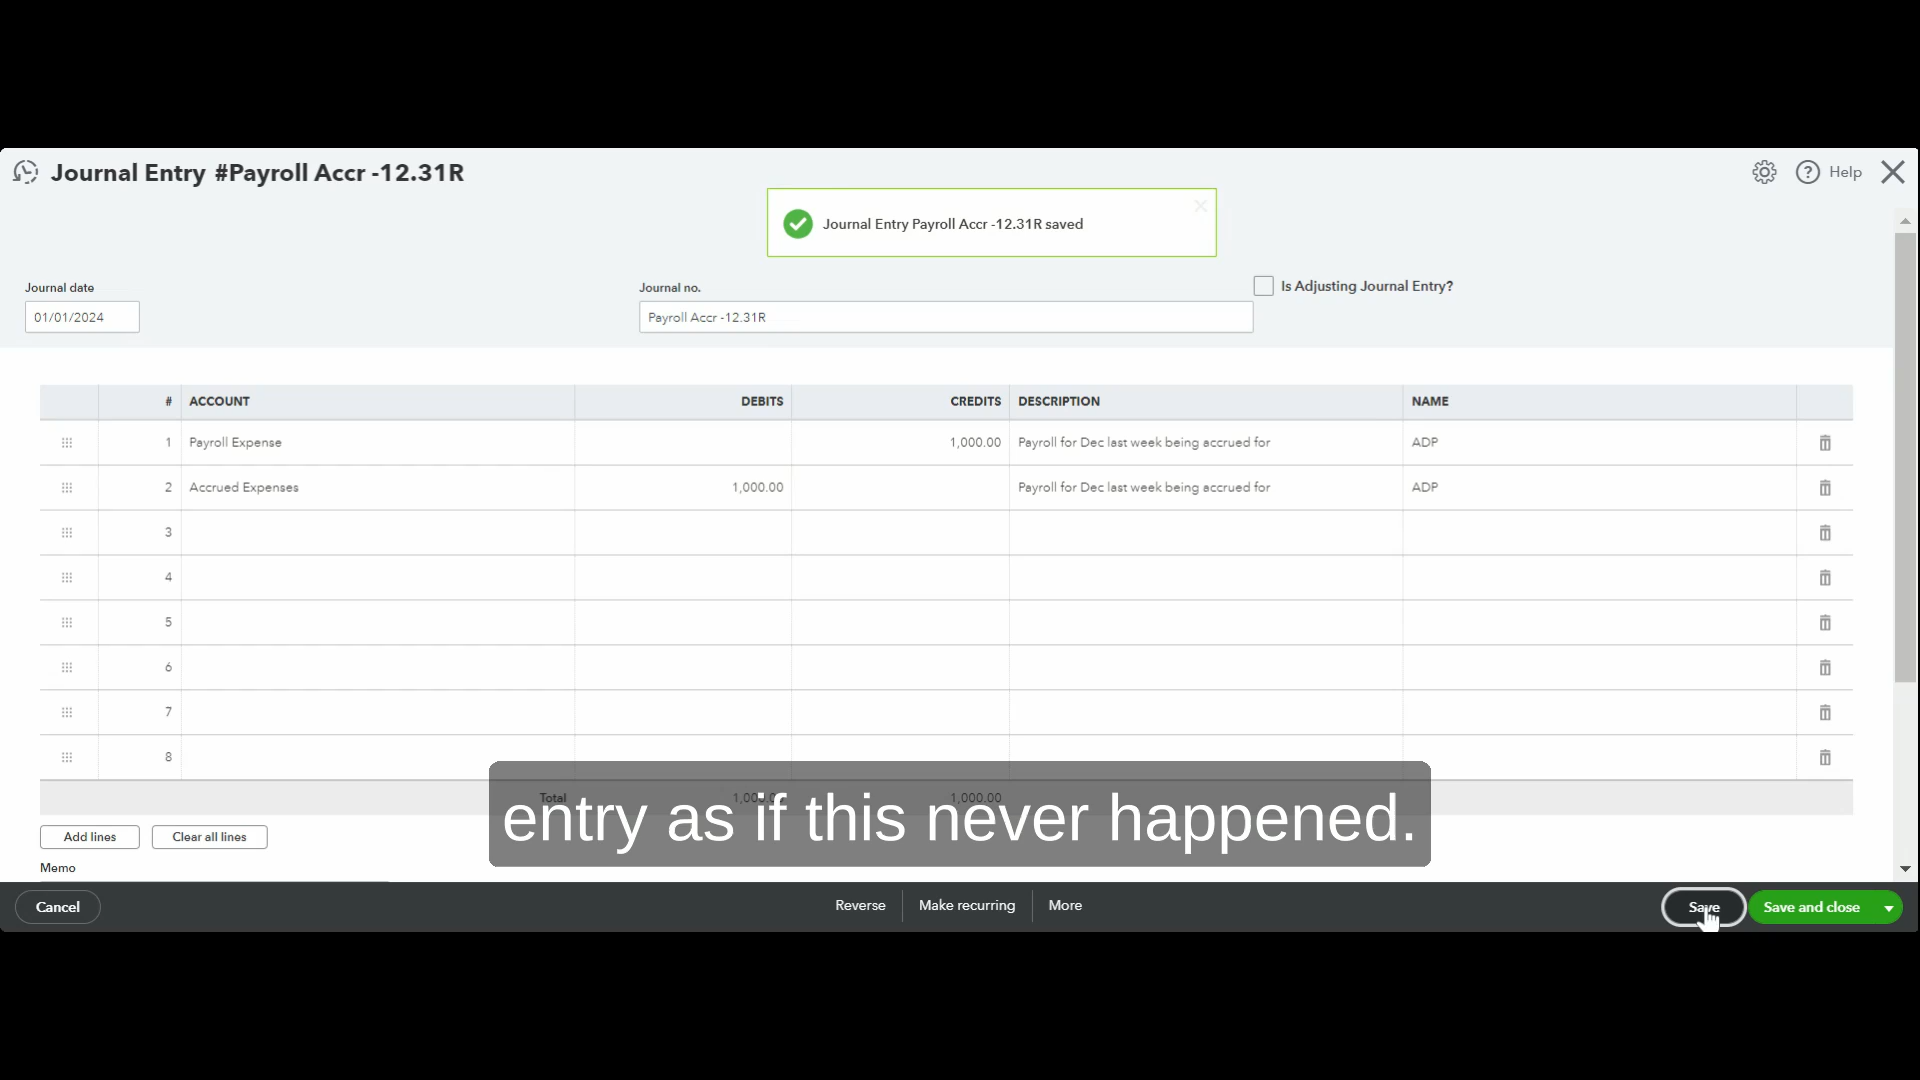 Journal Entry #Payroll Accr -12.31R
Help
Journal Entry Payroll Accr -12.31R saved
Journal date
Journal no.
Is Adjusting Journal Entry?
01/01/2024
Payroll Accr -12.31R
# ACCOUNT DEBITS CREDITS DESCRIPTION NAME
1 Payroll Expense 1,000.00 Payroll for Dec last week being accrued for ADP
2 Accrued Expenses 1,000.00 Payroll for Dec last week being accrued for ADP
3
4
5
6
7
8
Total 1,000.00 1,000.00
entry as if this never happened.
Add lines Clear all lines
Memo
Cancel Reverse Make recurring More Save Save and close